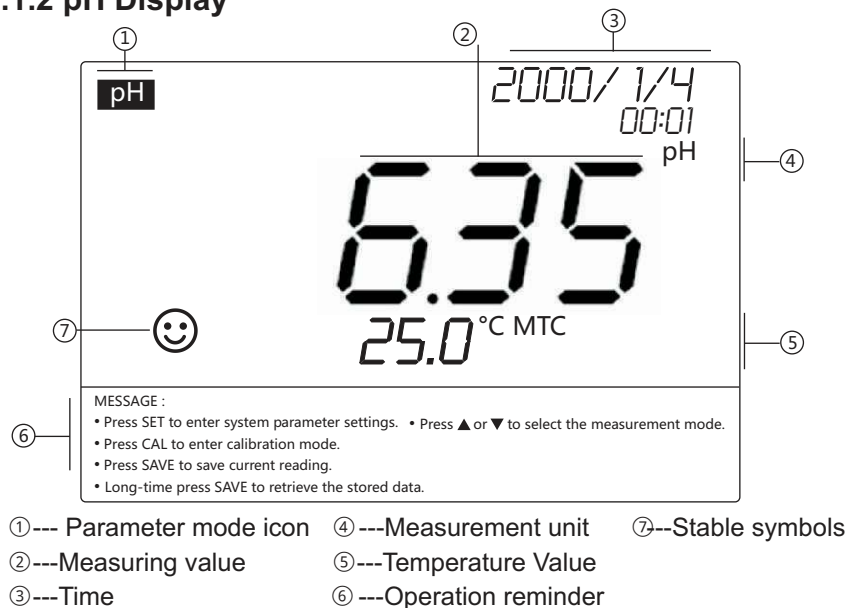 .1.2 pH Display
① ② ③
pH 2000/ 1/4
00:01
pH
④
6.35
⑦ 25.0 °C MTC ⑤
MESSAGE :
• Press SET to enter system parameter settings. • Press ▲ or ▼ to select the measurement mode.
⑥ • Press CAL to enter calibration mode.
• Press SAVE to save current reading.
• Long-time press SAVE to retrieve the stored data.
①--- Parameter mode icon ④ ---Measurement unit ⑦---Stable symbols
②---Measuring value ⑤---Temperature Value
③---Time ⑥ ---Operation reminder